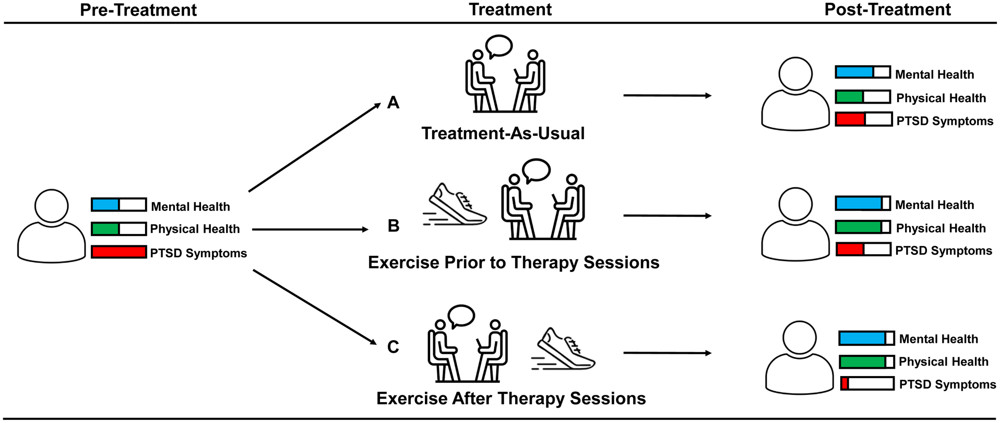 Pre-Treatment
Treatment
Post-Treatment
Mental Health
Physical Health
PTSD Symptoms
A
Treatment-As-Usual
Mental Health
Physical Health
PTSD Symptoms
B
Exercise Prior to Therapy Sessions
Mental Health
Physical Health
PTSD Symptoms
C
Exercise After Therapy Sessions
Mental Health
Physical Health
PTSD Symptoms